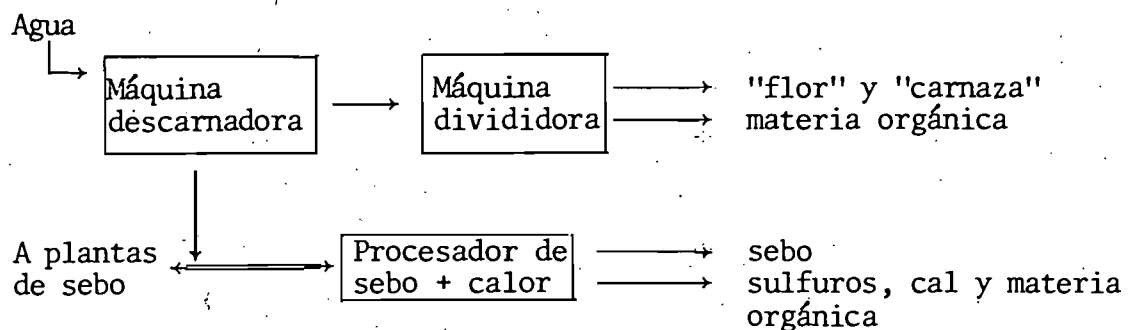 Agua
Máquina
descarnadora
Máquina
dividida
"flor" y "carnaza"
materia orgánica
A plantas
de sebo
Procesador de
sebo + calor
sebo
sulfuros, cal y materia
orgánica